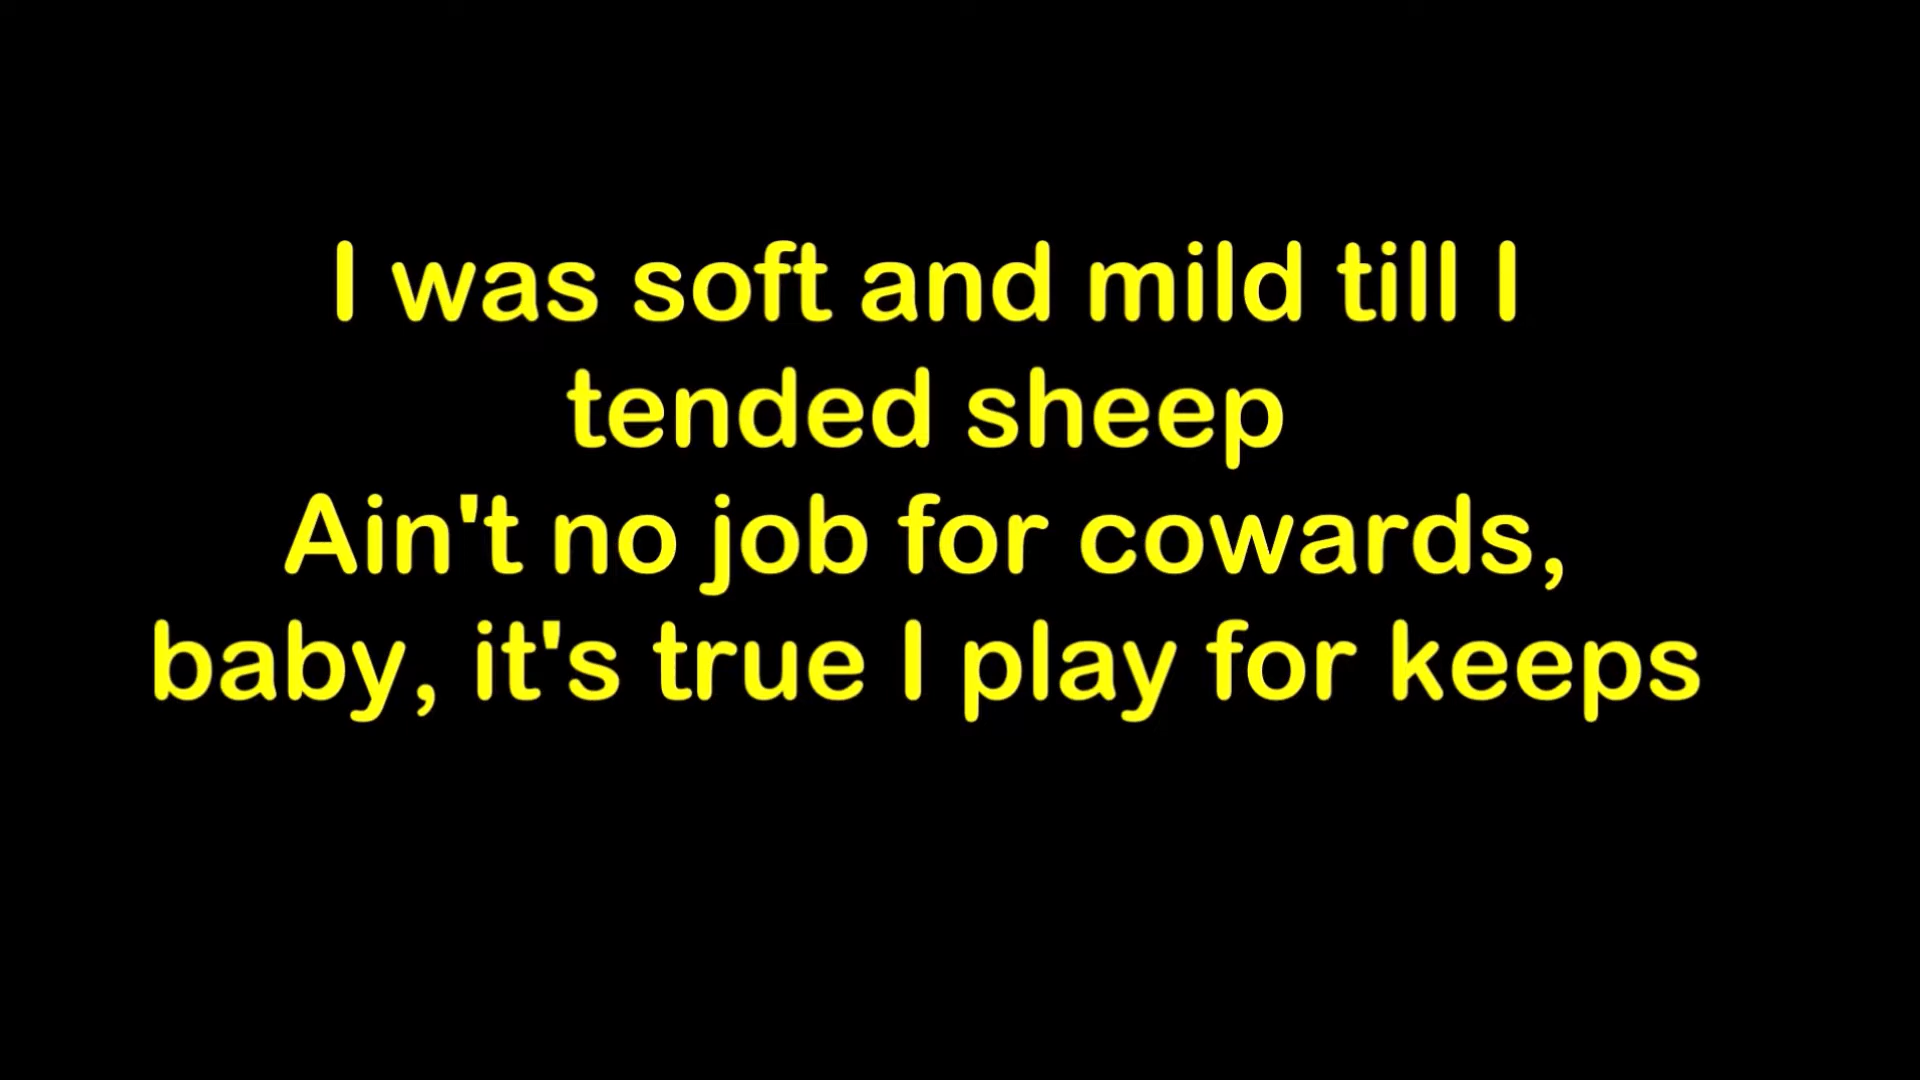 I was soft and mild till I
tended sheep
Ain't no job for cowards,
baby, it's true I play for keeps